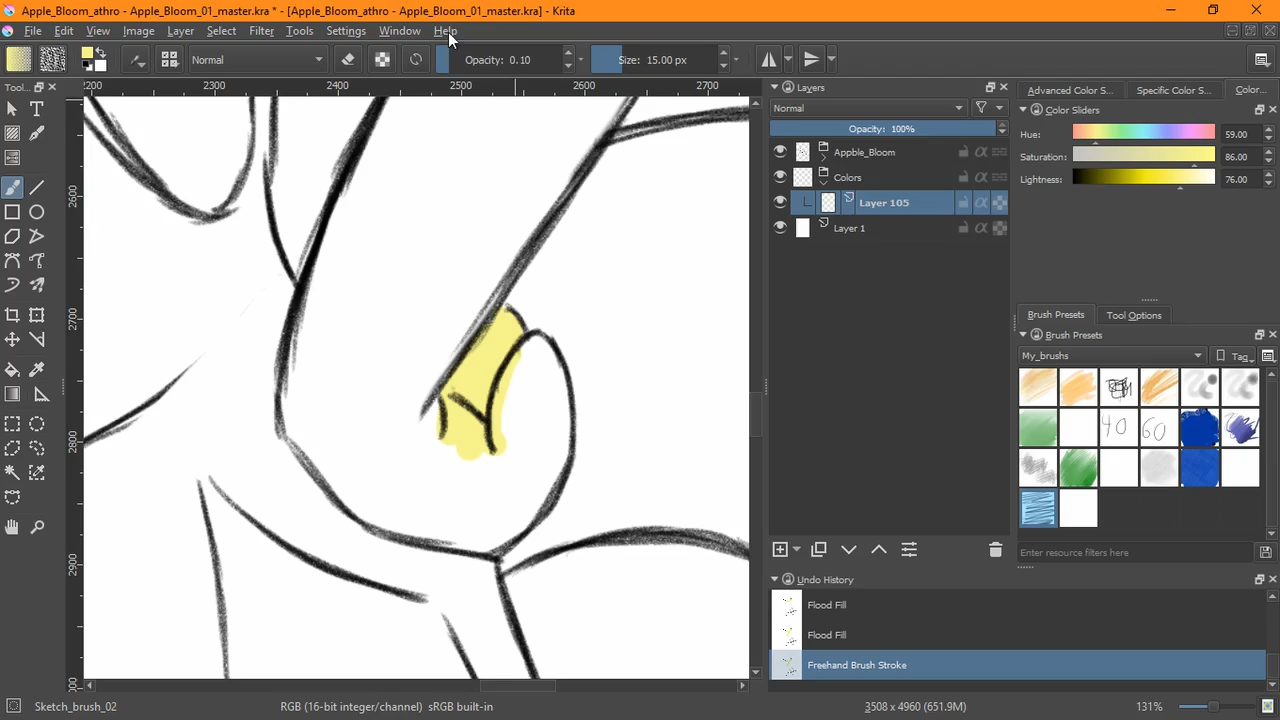 Apple_Bloom_athro - Apple_Bloom_01_master.kra * - [Apple_Bloom_athro - Apple_Bloom_01_master.kra] - Krita
File Edit View Image Layer Select Filter Tools Settings Window Help
Normal Opacity: 0.10 Size: 15.00 px
Tool...
2200 2300 2400 2500 2600 2700
2600
2700
2800
2900
Layers
Normal
Opacity: 100%
Appble_Bloom
Colors
Layer 105
Layer 1
Advanced Color S... Specific Color S... Color...
Color Sliders
Hue: 59.00
Saturation: 86.00
Lightness: 76.00
Brush Presets Tool Options
Brush Presets
My_brushes Tag
40 60
Enter resource filters here
Undo History
Flood Fill
Flood Fill
Freehand Brush Stroke
Sketch_brush_02 RGB (16-bit integer/channel) sRGB built-in 3508 x 4960 (651.9M) 131%